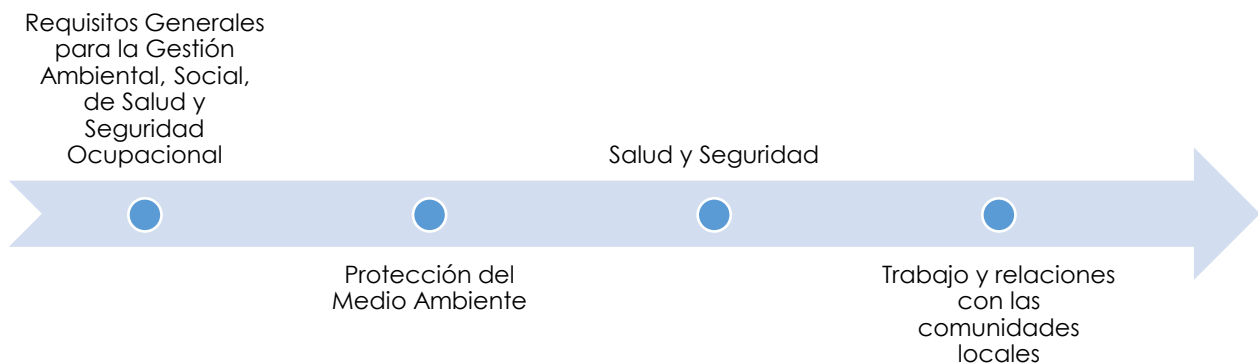 Requisitos Generales
para la Gestión
Ambiental, Social,
de Salud y
Seguridad
Ocupacional
Protección del
Medio Ambiente
Salud y Seguridad
Trabajo y relaciones
con las
comunidades
locales